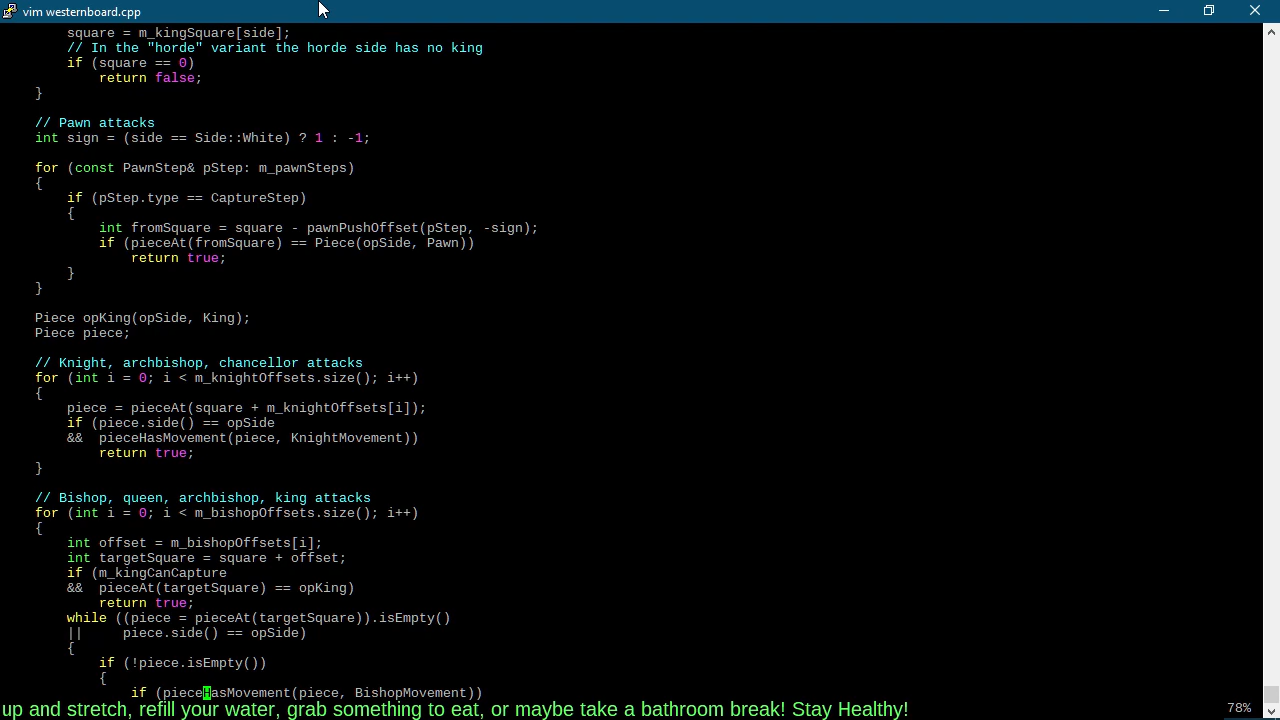 vim westernboard.cpp
square = m_kingSquare[side];
// In the "horde" variant the horde side has no king
if (square == 0)
return false;
}
// Pawn attacks
int sign = (side == Side::White) ? 1 : -1;
for (const PawnStep& pStep: m_pawnSteps)
{
if (pStep.type == CaptureStep)
{
int fromSquare = square - pawnPushOffset(pStep, -sign);
if (pieceAt(fromSquare) == Piece(opSide, Pawn))
return true;
}
}
Piece opKing(opSide, King);
Piece piece;
// Knight, archbishop, chancellor attacks
for (int i = 0; i < m_knightOffsets.size(); i++)
{
piece = pieceAt(square + m_knightOffsets[i]);
if (piece.side() == opSide
&&  pieceHasMovement(piece, KnightMovement))
return true;
}
// Bishop, queen, archbishop, king attacks
for (int i = 0; i < m_bishopOffsets.size(); i++)
{
int offset = m_bishopOffsets[i];
int targetSquare = square + offset;
if (m_kingCanCapture
&&  pieceAt(targetSquare) == opKing)
return true;
while ((piece = pieceAt(targetSquare)).isEmpty()
||     piece.side() == opSide)
{
if (!piece.isEmpty())
{
if (pieceHasMovement(piece, BishopMovement))
up and stretch, refill your water, grab something to eat, or maybe take a bathroom break! Stay Healthy!
78%